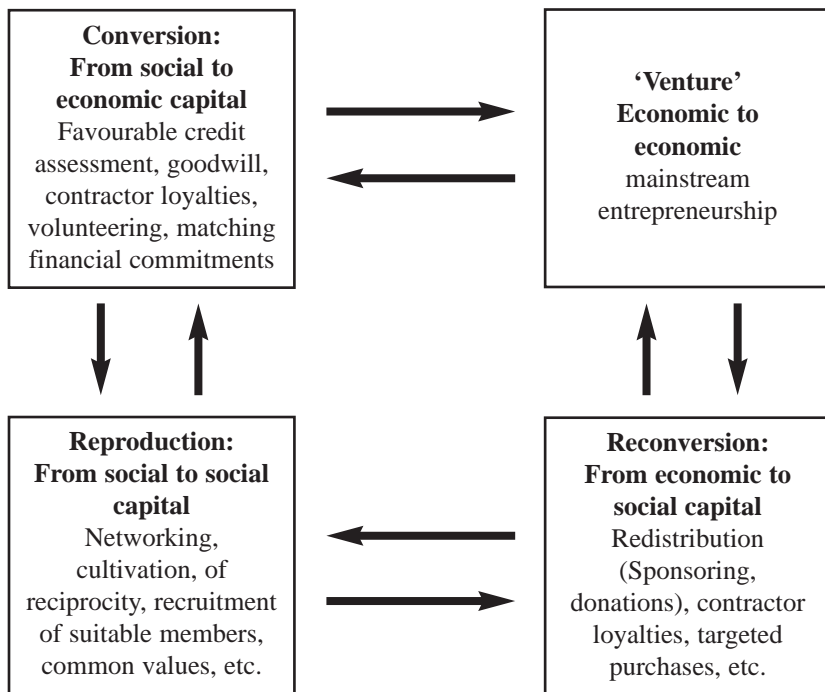 Conversion:
From social to
economic capital
Favourable credit
assessment, goodwill,
contractor loyalties,
volunteering, matching
financial commitments
‘Venture’
Economic to
economic
mainstream
entrepreneurship
Reproduction:
From social to social
capital
Networking,
cultivation, of
reciprocity, recruitment
of suitable members,
common values, etc.
Reconversion:
From economic to
social capital
Redistribution
(Sponsoring,
donations), contractor
loyalties, targeted
purchases, etc.